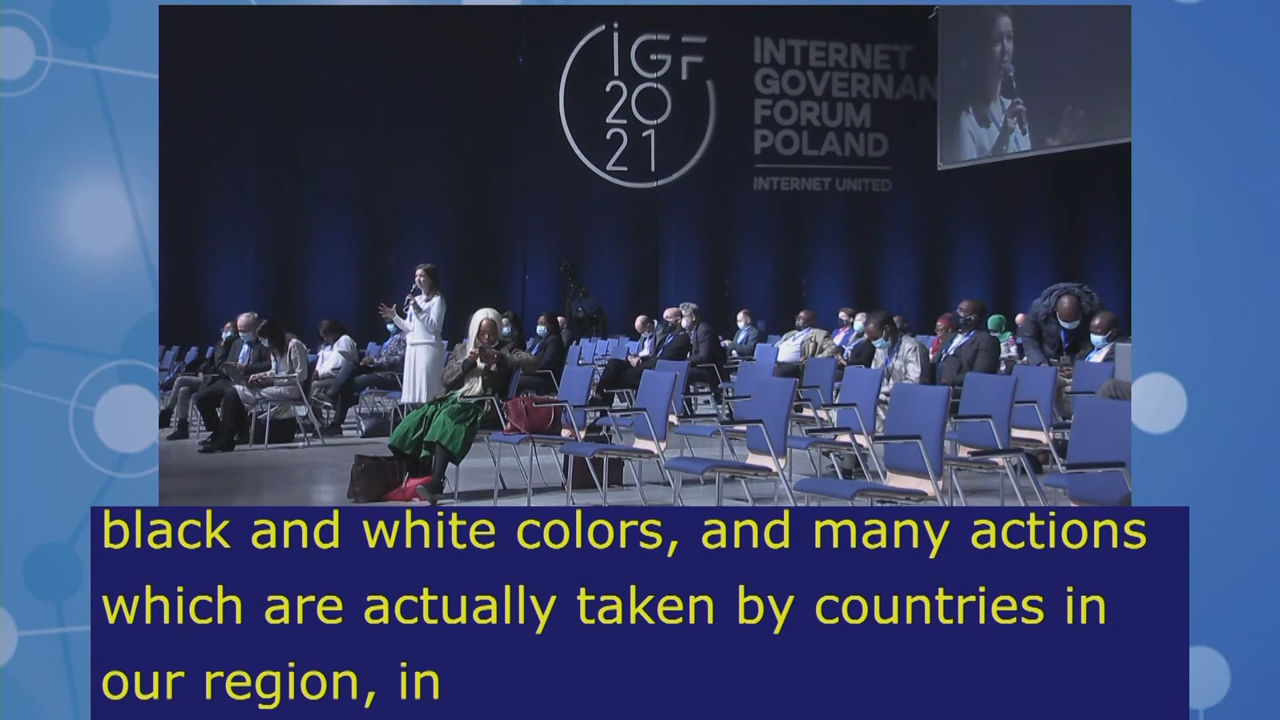 iGF
20
21
INTERNET
GOVERNAN
FORUM
POLAND
INTERNET UNITED
black and white colors, and many actions
which are actually taken by countries in
our region, in